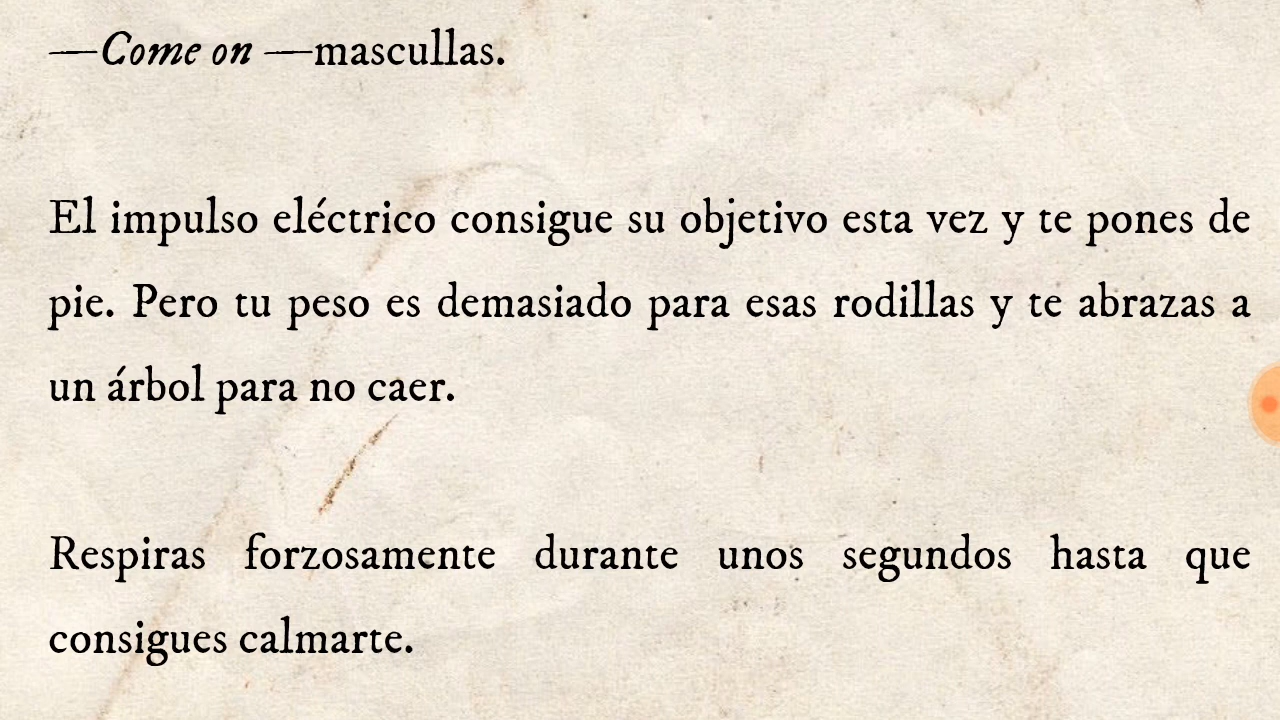 —Come on —mascullas.
El impulso eléctrico consigue su objetivo esta vez y te pones de
pie. Pero tu peso es demasiado para esas rodillas y te abrazas a
un árbol para no caer.
Respiras forzosamente durante unos segundos hasta que
consigues calmarte.